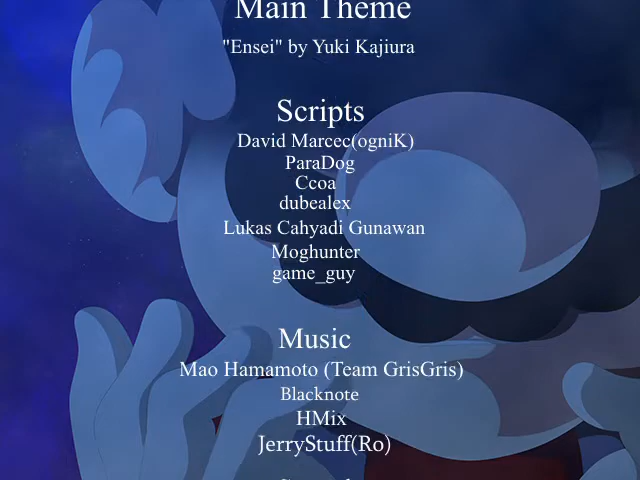 Main Theme
"Ensei" by Yuki Kajiura
Scripts
David Marcec(ogniK)
ParaDog
Ccoa
dubealex
Lukas Cahyadi Gunawan
Moghunter
game_guy
Music
Mao Hamamoto (Team GrisGris)
Blacknote
HMix
JerryStuff(Ro)